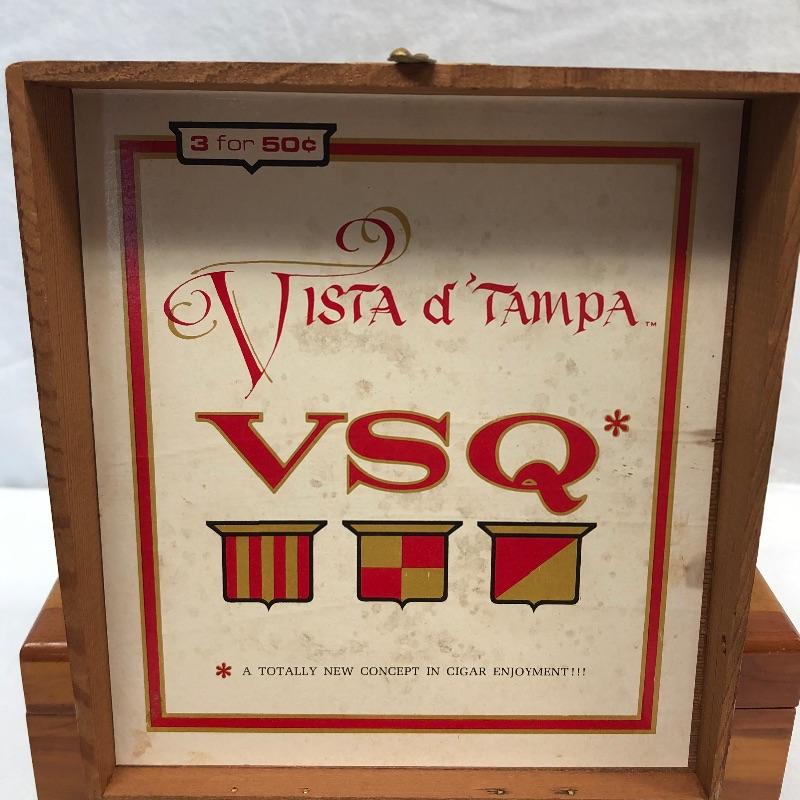 3 for 50¢
Vista d'Tampa™
VSQ*
* A TOTALLY NEW CONCEPT IN CIGAR ENJOYMENT!!!